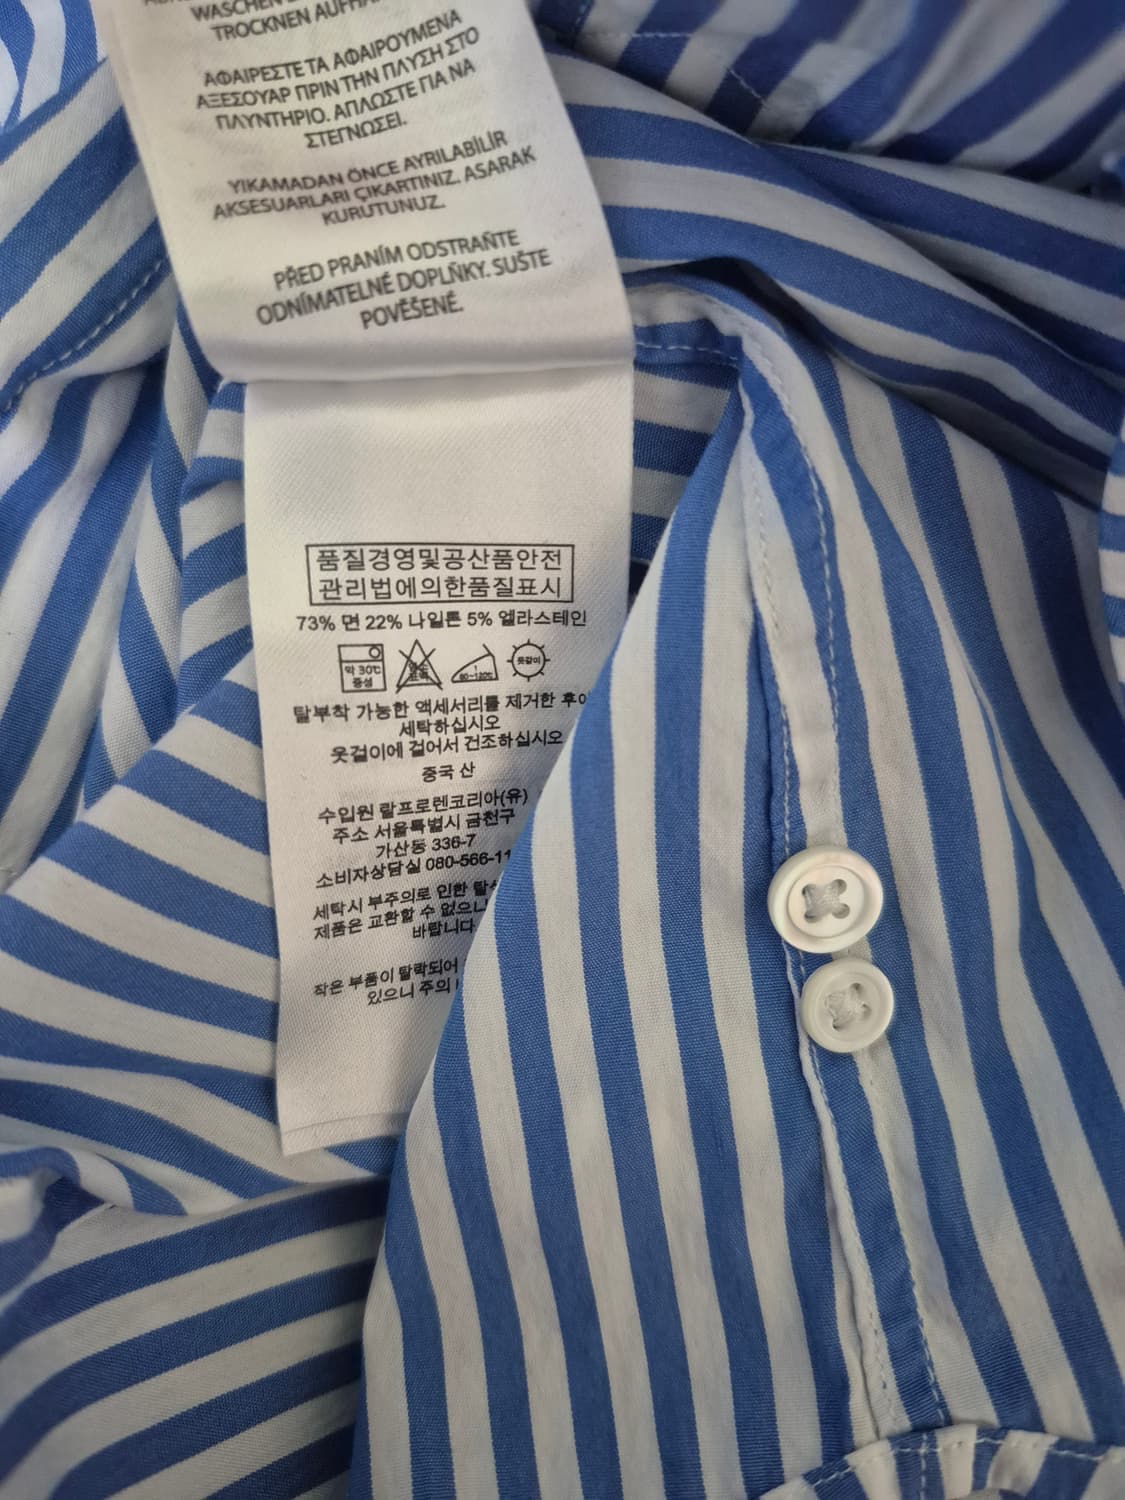 WASCHEN
TROCKNEN
ΑΦΑΙΡΕΣΤΕ ΤΑ ΑΦΑΙΡΟΥΜΕΝΑ
ΑΞΕΣΟΥΑΡ ΠΡΙΝ ΤΗΝ ΠΛΥΣΗ ΣΤΟ
ΠΛΥΝΤΗΡΙΟ. ΑΠΛΩΣΤΕ ΓΙΑ ΝΑ
ΣΤΕΓΝΩΣΕΙ.
YIKAMADAN ÖNCE AYRILABİLİR
AKSESUARLARI ÇIKARTINIZ. ASARAK
KURUTUNUZ.
PŘED PRANÍM ODSTRAŇTE
ODNÍMATELNÉ DOPLŇKY. SUŠTE
POVĚŠENÉ.
품질경영및공산품안전
관리법에의한품질표시
73% 면 22% 나일론 5% 엘라스테인
약 30℃
중성
80-120℃
옷걸이
탈부착 가능한 액세서리를 제거한 후에
세탁하십시오
옷걸이에 걸어서 건조하십시오
중국 산
수입원 랄프로렌코리아(유)
주소 서울특별시 금천구
가산동 336-7
소비자상담실 080-566-11
세탁시 부주의로 인한
제품은 교환할 수 없으니
바랍니다
작은 부품이 탈락되어
있으니 주의